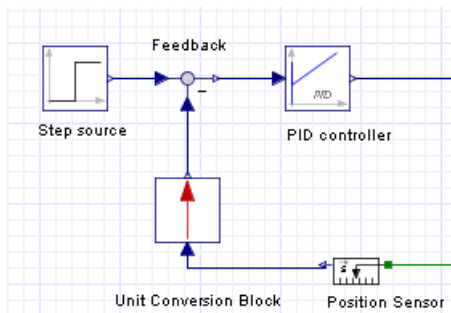 Feedback
PID
Step source
PID controller
s
Unit Conversion Block
Position Sensor